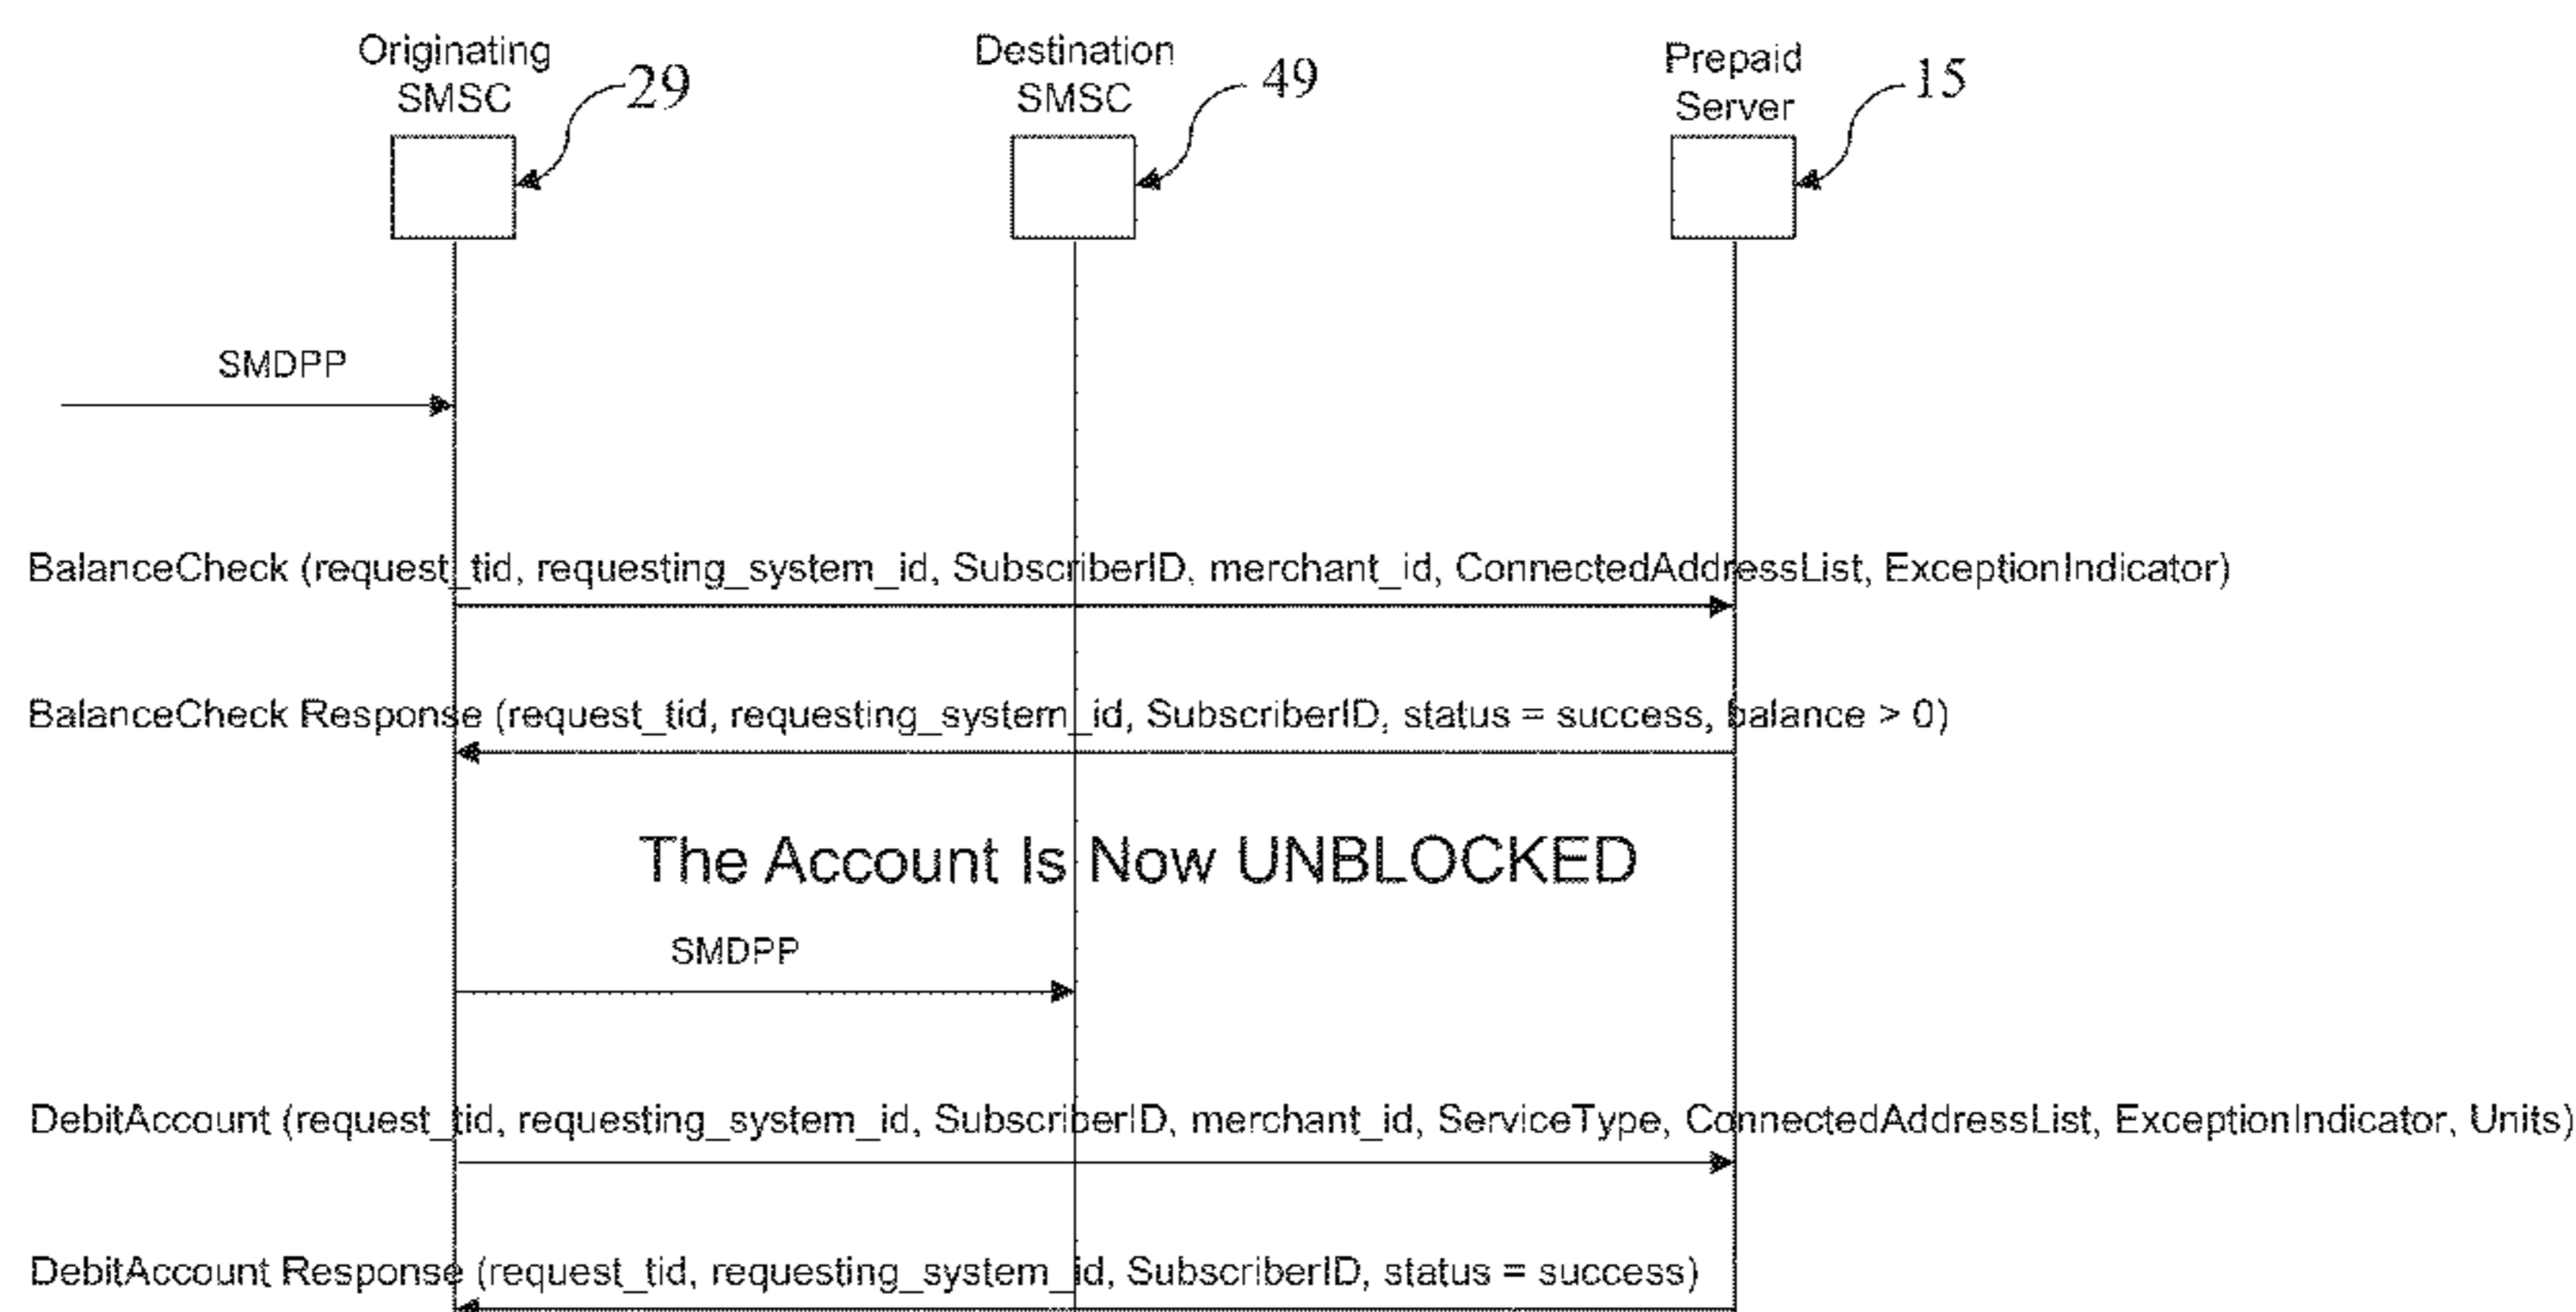 Originating
SMSC
29
Destination
SMSC
49
Prepaid
Server
15
SMDPP
BalanceCheck (request_tid, requesting_system_id, SubscriberID, merchant_id, ConnectedAddressList, ExceptionIndicator)
BalanceCheck Response (request_tid, requesting_system_id, SubscriberID, status = success, balance > 0)
The Account Is Now UNBLOCKED
SMDPP
DebitAccount (request_tid, requesting_system_id, SubscriberID, merchant_id, ServiceType, ConnectedAddressList, ExceptionIndicator, Units)
DebitAccount Response (request_tid, requesting_system_id, SubscriberID, status = success)